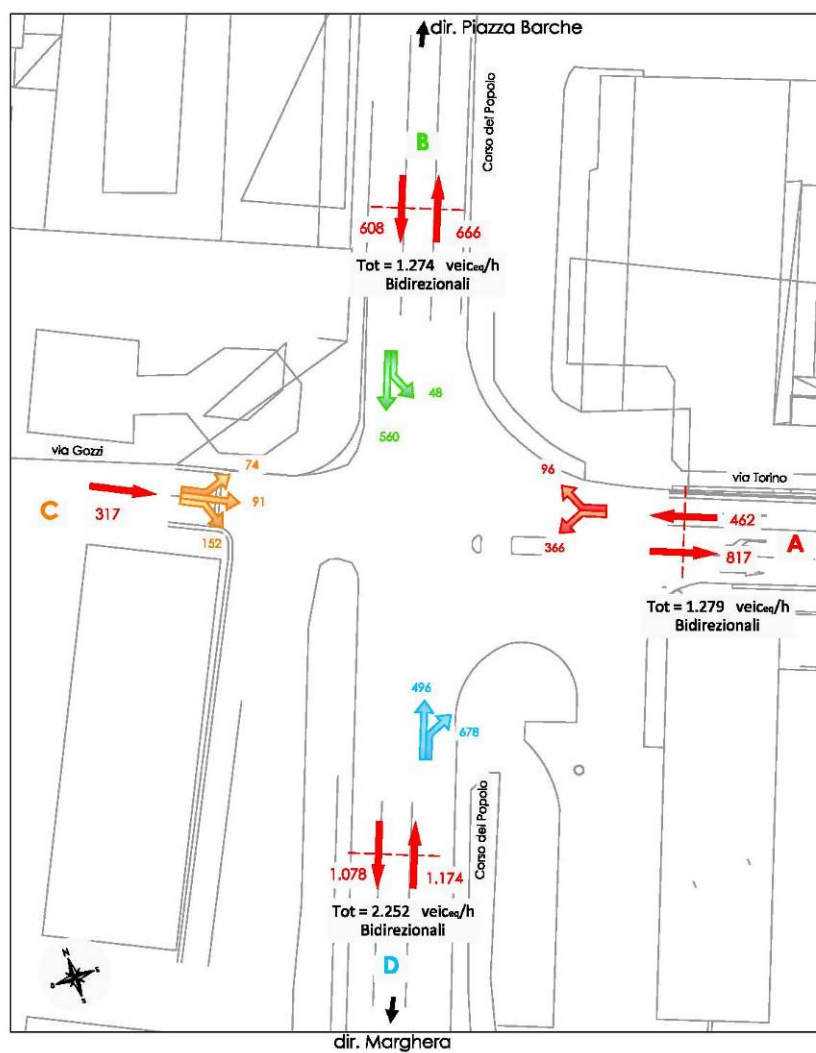 dir. Piazza Barche
Corso del Popolo
B
608
666
Tot = 1.274 veiceq/h
Bidirezionali
48
560
via Gozzi
74
96
via Torino
C
317
91
462
A
152
366
817
Tot = 1.279 veiceq/h
Bidirezionali
496
678
Corso del Popolo
1.078
1.174
Tot = 2.252 veiceq/h
Bidirezionali
D
N
dir. Marghera